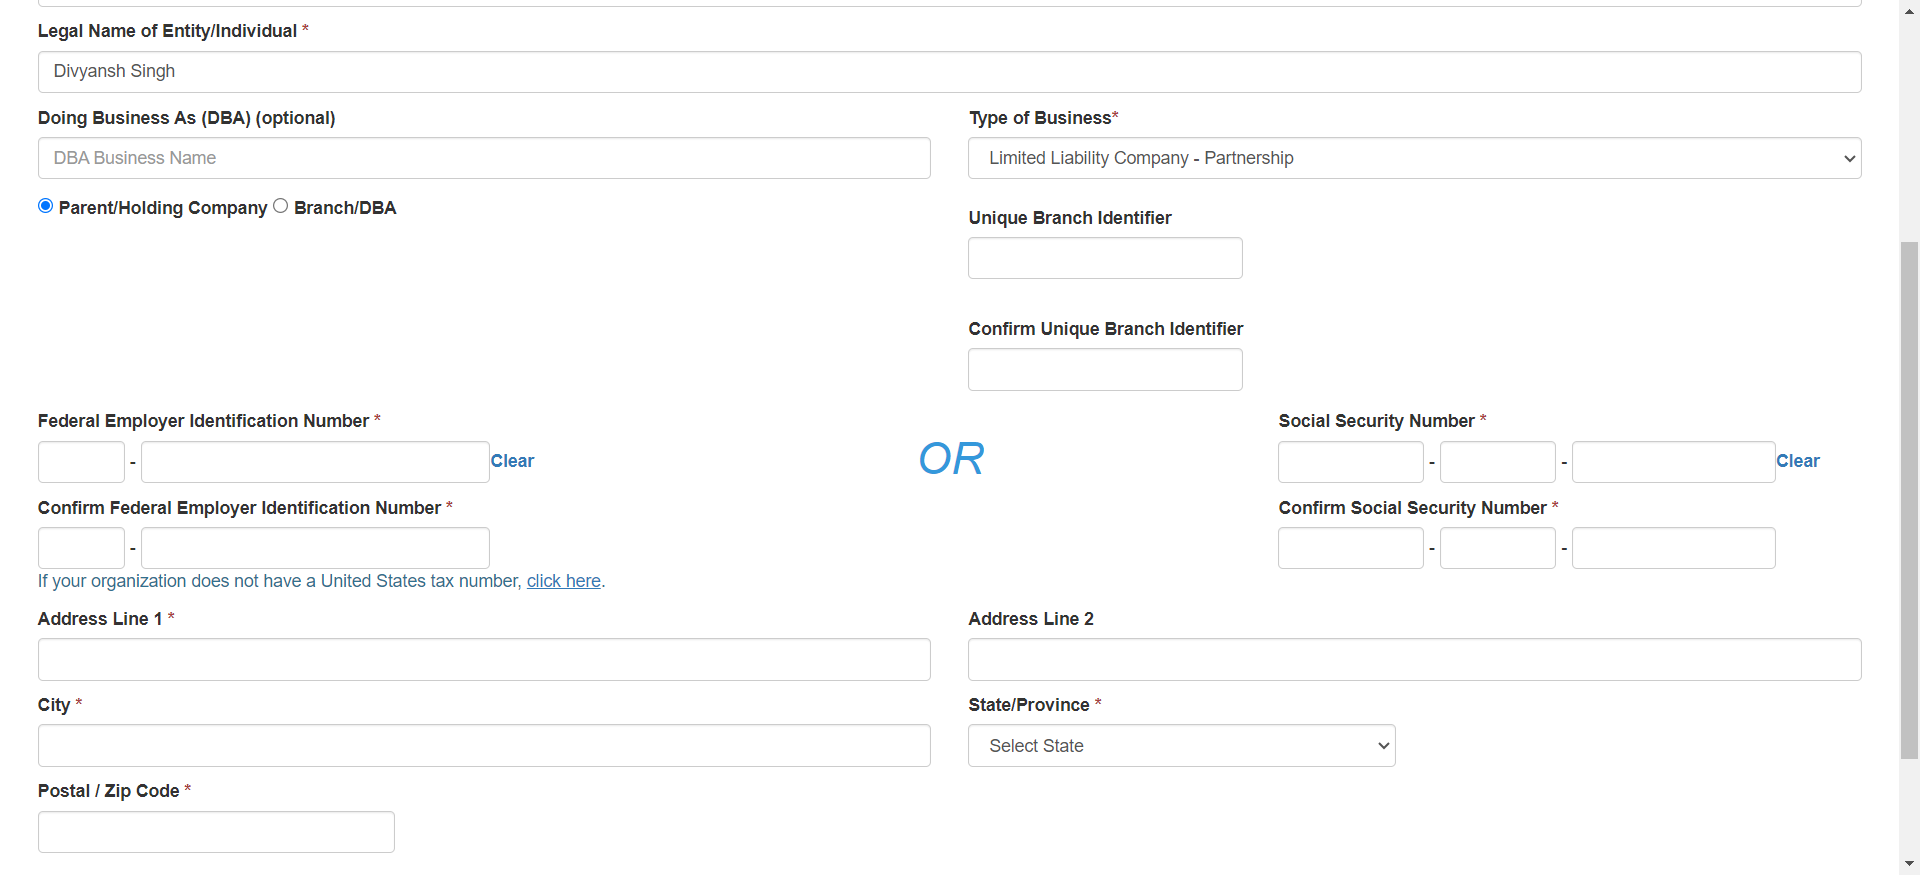 Legal Name of Entity/Individual *
Divyansh Singh
Doing Business As (DBA) (optional)
Type of Business*
DBA Business Name
Limited Liability Company - Partnership
Parent/Holding Company Branch/DBA
Unique Branch Identifier
Confirm Unique Branch Identifier
Federal Employer Identification Number *
Social Security Number *
- Clear
OR
- - Clear
Confirm Federal Employer Identification Number *
Confirm Social Security Number *
-
- -
If your organization does not have a United States tax number, click here.
Address Line 1 *
Address Line 2
City *
State/Province *
Select State
Postal / Zip Code *